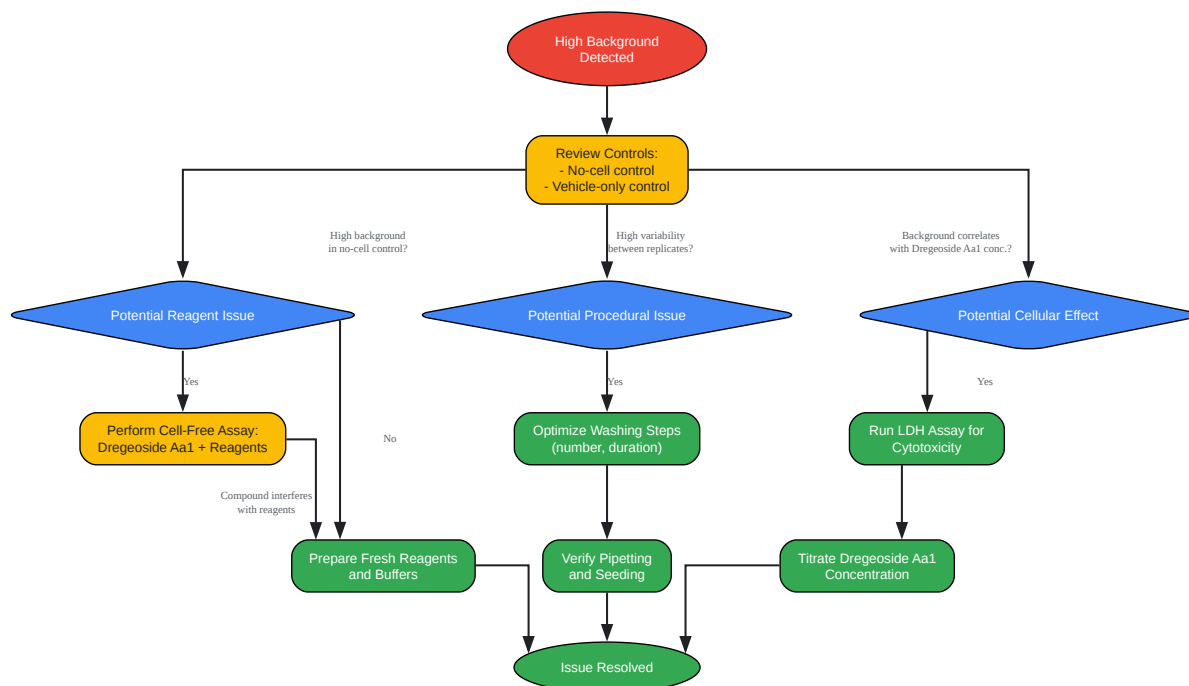 High Background
Detected
Review Controls:
- No-cell control
- Vehicle-only control
High background
in no-cell control?
High variability
between replicates?
Background correlates
with Dregeoside Aa1 conc.?
Potential Reagent Issue
Potential Procedural Issue
Potential Cellular Effect
Yes
Yes
Yes
Perform Cell-Free Assay:
Dregeoside Aa1 + Reagents
No
Optimize Washing Steps
(number, duration)
Run LDH Assay for
Cytotoxicity
Compound interferes
with reagents
Prepare Fresh Reagents
and Buffers
Verify Pipetting
and Seeding
Titrate Dregeoside Aa1
Concentration
Issue Resolved